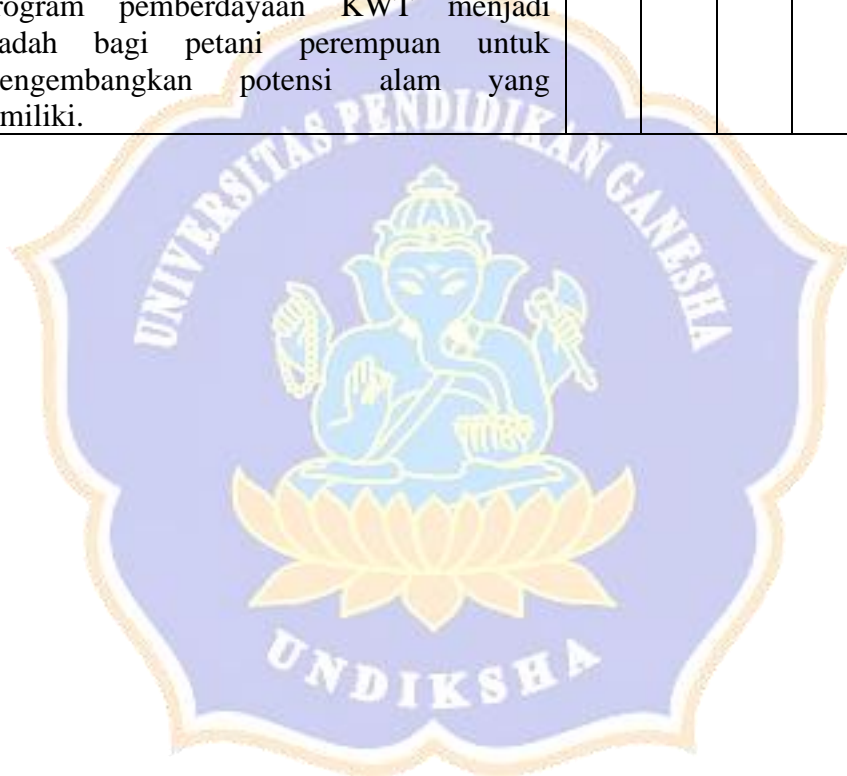 rogram pemberdayaan KWT menjadi
adah bagi petani perempuan untuk
engembangkan potensi alam yang
miliki.
UNIVERSITAS PENDIDIKAN GANESHA
UNDIKSHA